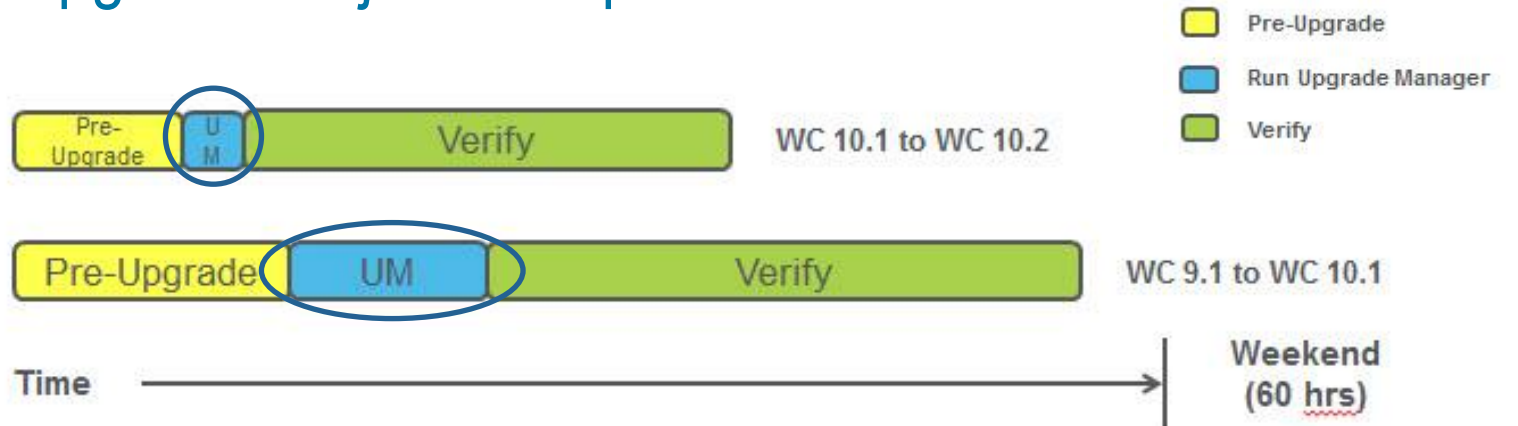 Pre-Upgrade
Run Upgrade Manager
Verify
Pre-
Upgrade
U
M
Verify
WC 10.1 to WC 10.2
Pre-Upgrade
UM
Verify
WC 9.1 to WC 10.1
Time
Weekend
(60 hrs)